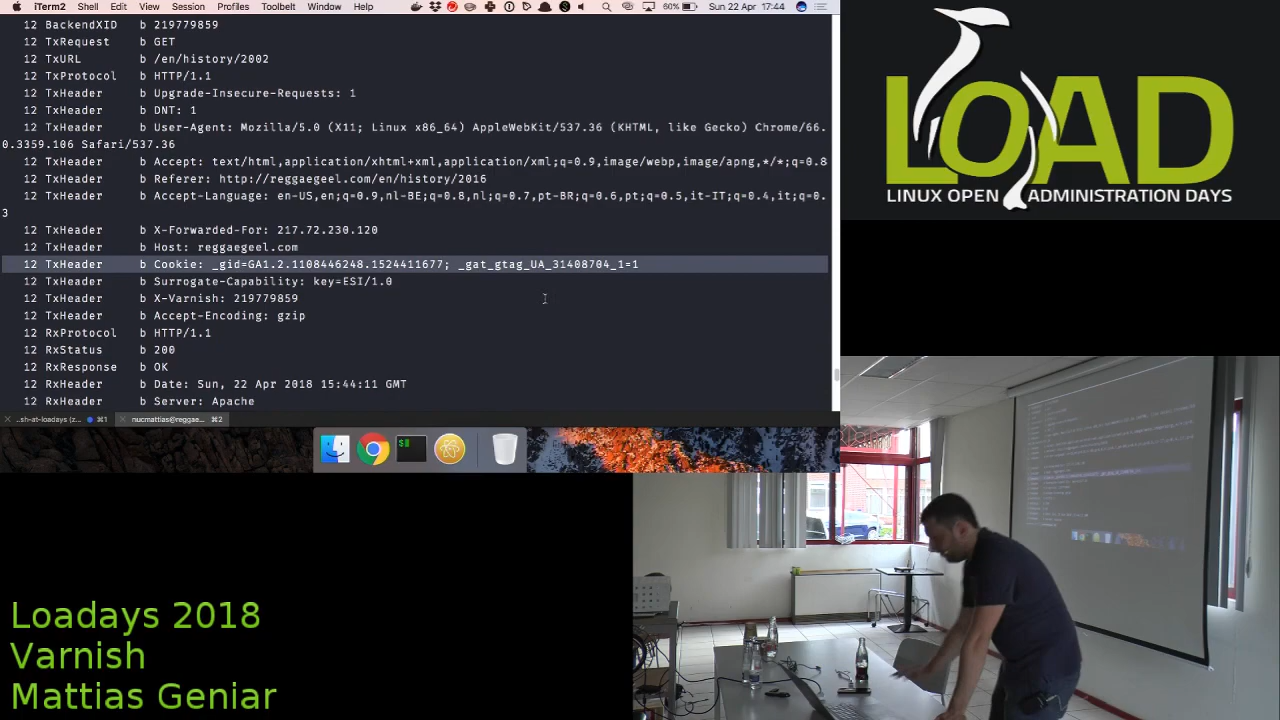 iTerm2 Shell Edit View Session Scripts Profiles Toolbelt Window Help 60% Sun 22 Apr 17:44
12 BackendXID b 219779859
12 TxRequest b GET
12 TxURL b /en/history/2002
12 TxProtocol b HTTP/1.1
12 TxHeader b Upgrade-Insecure-Requests: 1
12 TxHeader b DNT: 1
12 TxHeader b User-Agent: Mozilla/5.0 (X11; Linux x86_64) AppleWebKit/537.36 (KHTML, like Gecko) Chrome/66.
0.3359.106 Safari/537.36
12 TxHeader b Accept: text/html,application/xhtml+xml,application/xml;q=0.9,image/webp,image/apng,*/*;q=0.8
12 TxHeader b Referer: http://reggaegeel.com/en/history/2016
12 TxHeader b Accept-Language: en-US,en;q=0.9,nl-BE;q=0.8,nl;q=0.7,pt-BR;q=0.6,pt;q=0.5,it-IT;q=0.4,it;q=0.
3
12 TxHeader b X-Forwarded-For: 217.72.230.120
12 TxHeader b Host: reggaegeel.com
12 TxHeader b Cookie: _gid=GA1.2.1108446248.1524411677; _gat_gtag_UA_31408704_1=1
12 TxHeader b Surrogate-Capability: key=ESI/1.0
12 TxHeader b X-Varnish: 219779859
12 TxHeader b Accept-Encoding: gzip
12 RxProtocol b HTTP/1.1
12 RxStatus b 200
12 RxResponse b OK
12 RxHeader b Date: Sun, 22 Apr 2018 15:44:11 GMT
12 RxHeader b Server: Apache
..sh-at-loadays (z... ⌘1 nucmattias@reggae... ⌘2
LOAD
LINUX OPEN ADMINISTRATION DAYS
Loadays 2018
Varnish
Mattias Geniar